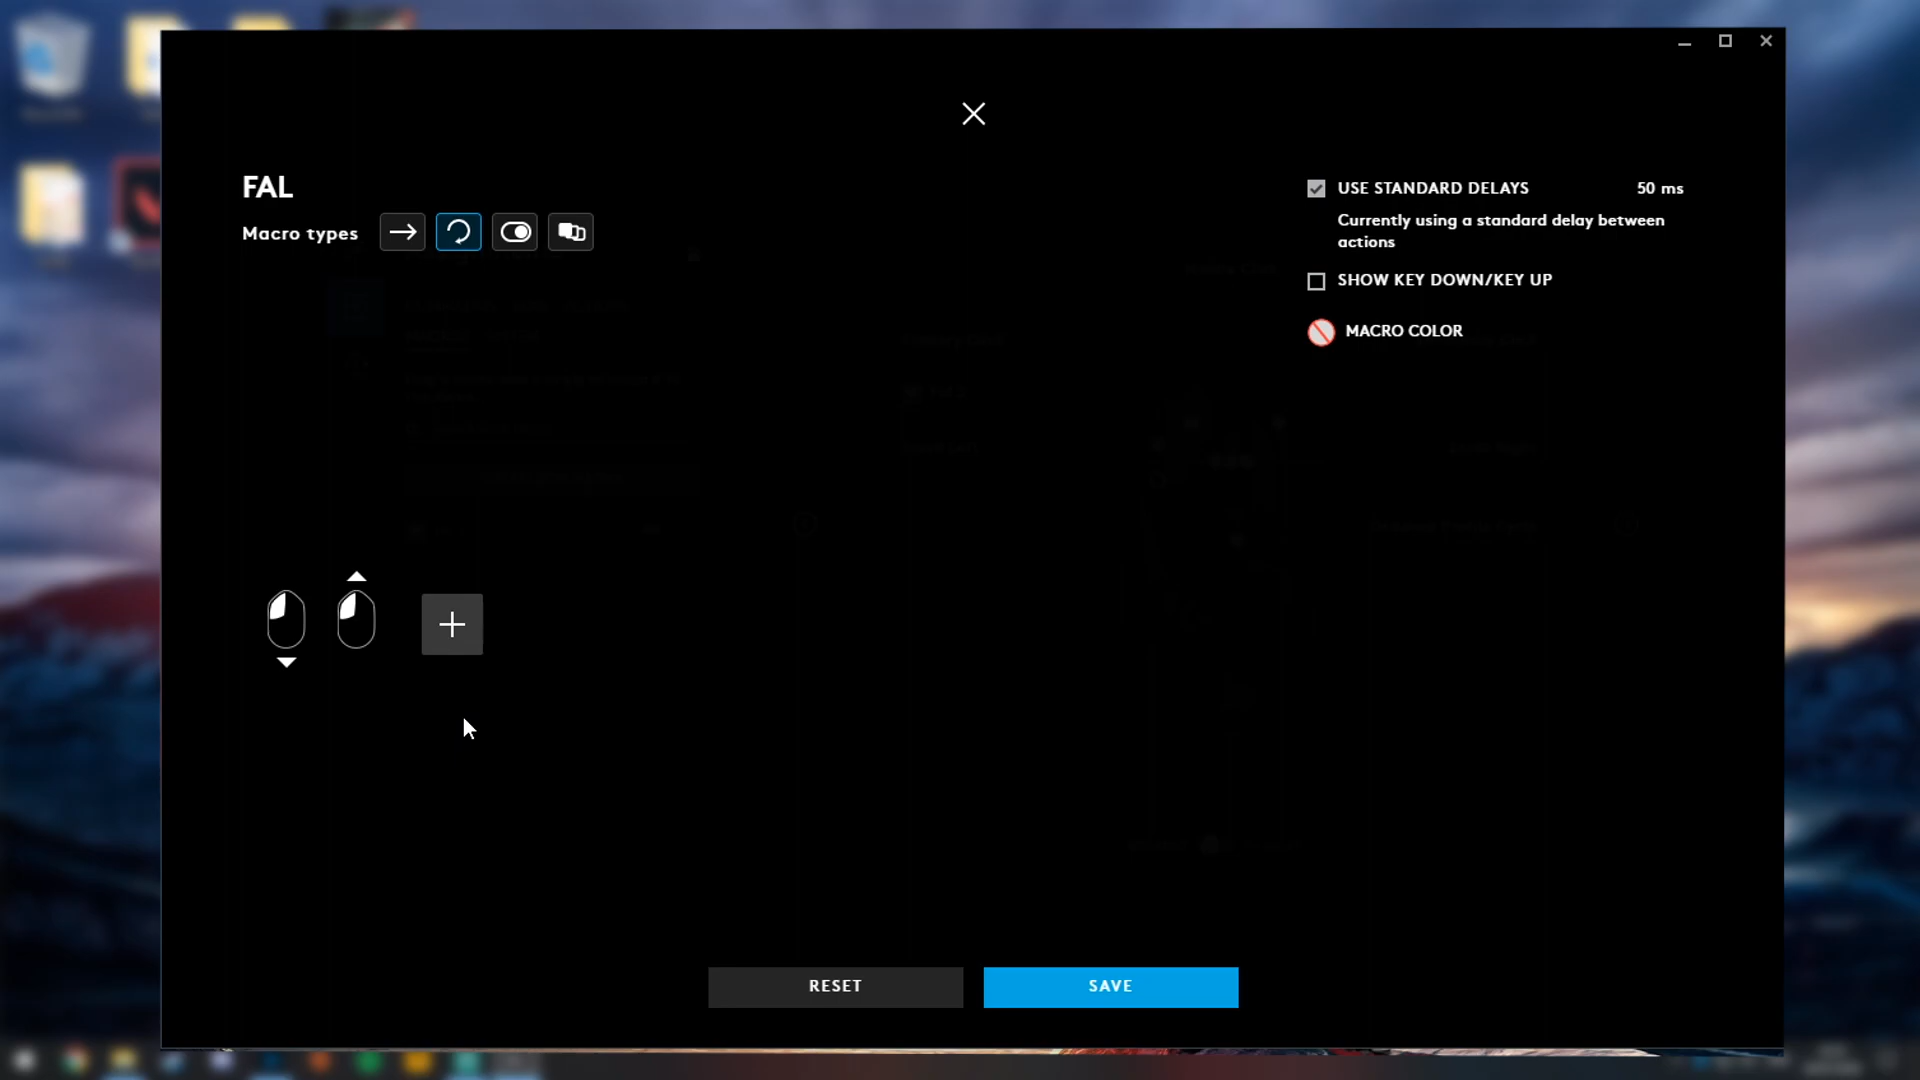 FAL
Macro types
USE STANDARD DELAYS 50 ms
Currently using a standard delay between
actions
SHOW KEY DOWN/KEY UP
MACRO COLOR
RESET SAVE